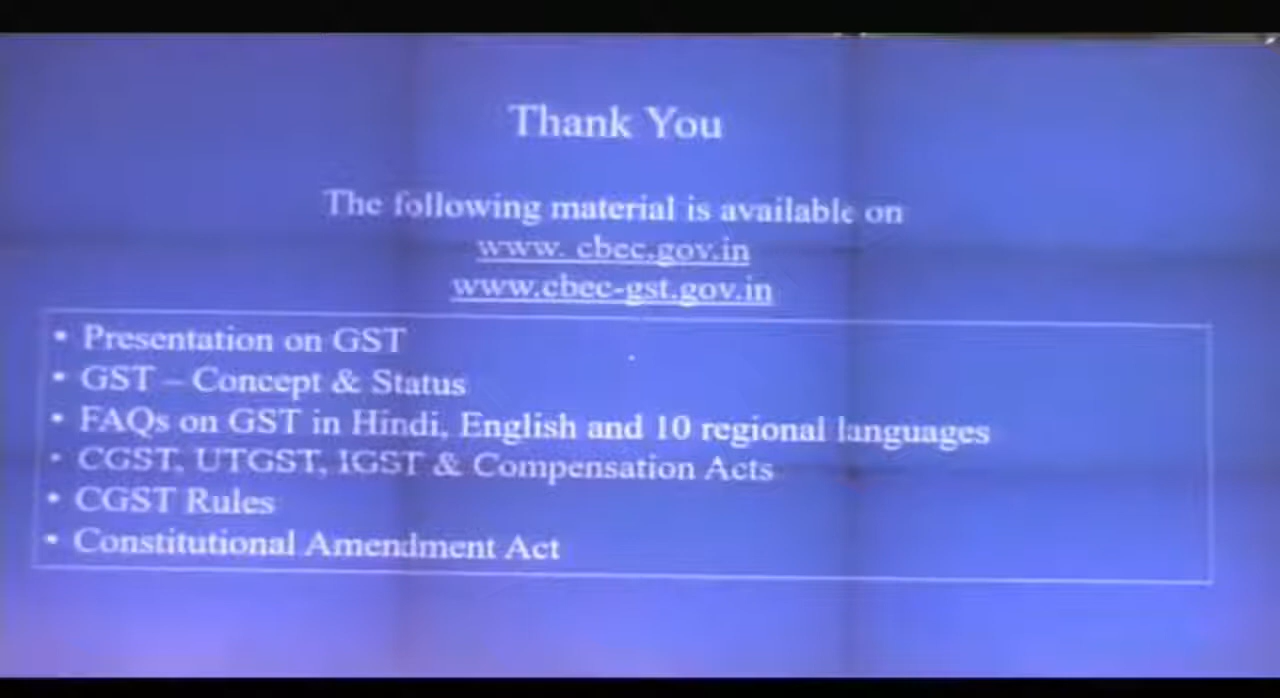 Thank You
The following material is available on
www. cbec.gov.in
www.cbec-gst.gov.in
• Presentation on GST
• GST – Concept & Status
• FAQs on GST in Hindi, English and 10 regional languages
• CGST, UTGST, IGST & Compensation Acts
• CGST Rules
• Constitutional Amendment Act